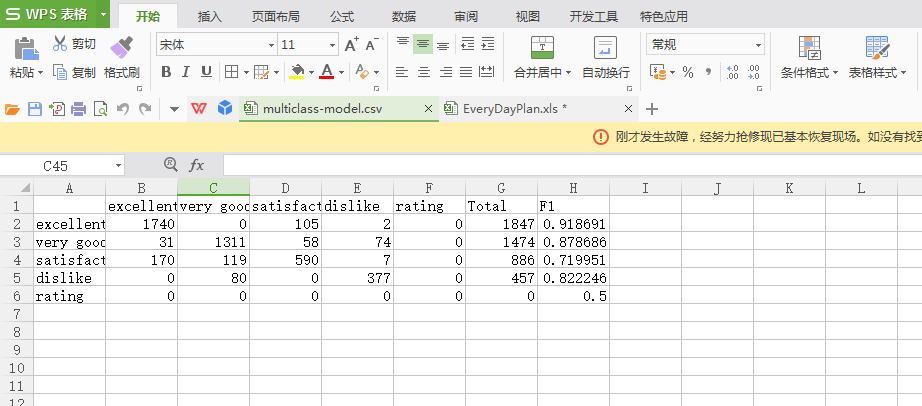 S WPS 表格 开始 插入 页面布局 公式 数据 审阅 视图 开发工具 特色应用
剪切 宋体 11 A+ A- 常规
粘贴 复制 格式刷 B I U A 合并居中 自动换行 % .00 .0 条件格式 表格样式
W multiclass-model.csv × EveryDayPlan.xls * × +
刚才发生故障，经努力抢修现已基本恢复现场。如没有找到
C45 fx
A B C D E F G H I J K L
1 excellent very good satisfact dislike rating Total F1
2 excellent 1740 0 105 2 0 1847 0.918691
3 very good 31 1311 58 74 0 1474 0.878686
4 satisfact 170 119 590 7 0 886 0.719951
5 dislike 0 80 0 377 0 457 0.822246
6 rating 0 0 0 0 0 0 0.5
7
8
9
10
11
12